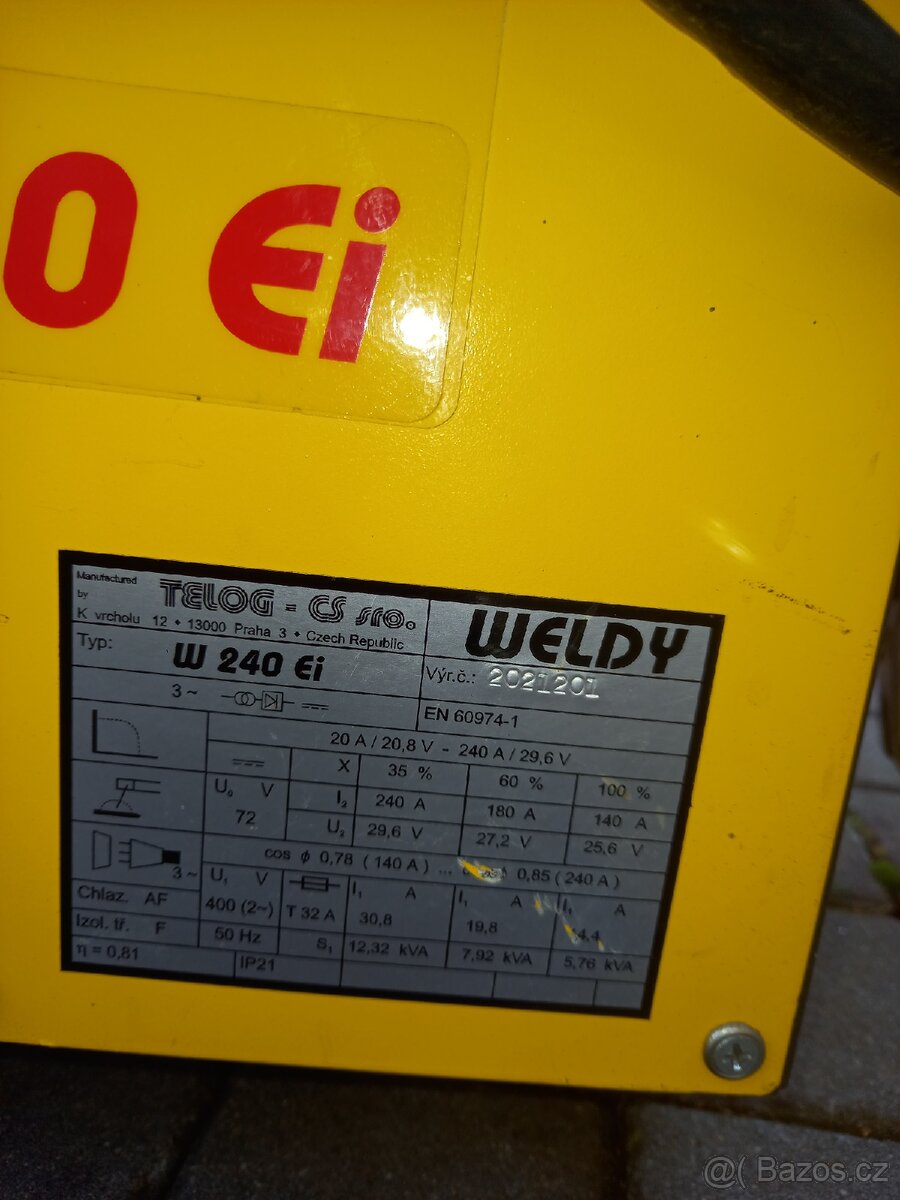 0 Ei
Manufactured by TELOG - CS sro.
K vrcholu 12 • 13000 Praha 3 • Czech Republic
WELDY
Typ: W 240 Ei
Výr.č.: 2021201
3 ~
EN 60974-1
20 A / 20,8 V - 240 A / 29,6 V
X 35 % 60 % 100 %
U₀ V 72
I₂ 240 A 180 A 140 A
U₂ 29,6 V 27,2 V 25,6 V
cos ϕ 0,78 (140 A) ... ϕ 0,85 (240 A)
3 ~ U₁ V I₁ A I₁ A I₁ A
Chlaz. AF 400 (2~) T 32 A 30,8 19,8
Izol. tř. F 50 Hz S₁ 12,32 kVA 7,92 kVA 5,76 kVA
η = 0,81 IP21
@( Bazos.cz